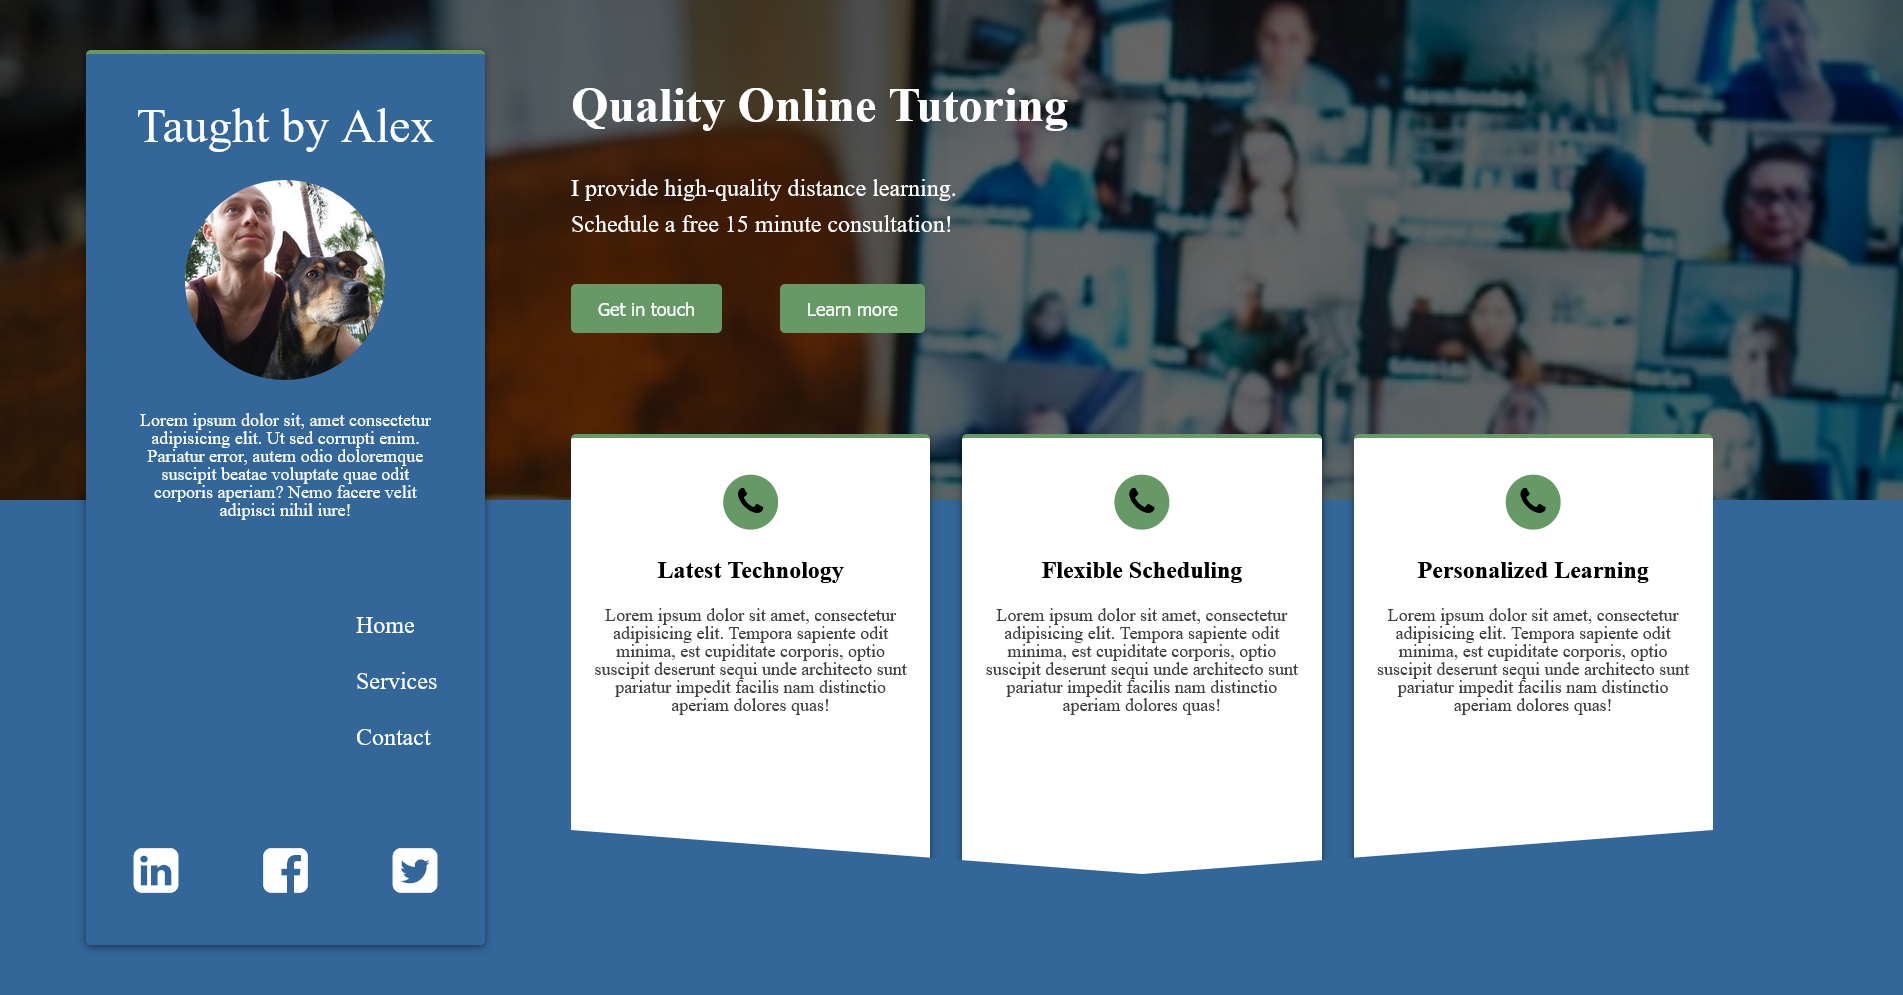 Taught by Alex
Lorem ipsum dolor sit, amet consectetur
adipisicing elit. Ut sed corrupti enim.
Pariatur error, autem odio doloremque
suscipit beatae voluptate quae odit
corporis aperiam? Nemo facere velit
adipisci nihil iure!
Home
Services
Contact
in
f
Quality Online Tutoring
I provide high-quality distance learning.
Schedule a free 15 minute consultation!
Get in touch
Learn more
Latest Technology
Lorem ipsum dolor sit amet, consectetur
adipisicing elit. Tempora sapiente odit
minima, est cupiditate corporis, optio
suscipit deserunt sequi unde architecto sunt
pariatur impedit facilis nam distinctio
aperiam dolores quas!
Flexible Scheduling
Lorem ipsum dolor sit amet, consectetur
adipisicing elit. Tempora sapiente odit
minima, est cupiditate corporis, optio
suscipit deserunt sequi unde architecto sunt
pariatur impedit facilis nam distinctio
aperiam dolores quas!
Personalized Learning
Lorem ipsum dolor sit amet, consectetur
adipisicing elit. Tempora sapiente odit
minima, est cupiditate corporis, optio
suscipit deserunt sequi unde architecto sunt
pariatur impedit facilis nam distinctio
aperiam dolores quas!